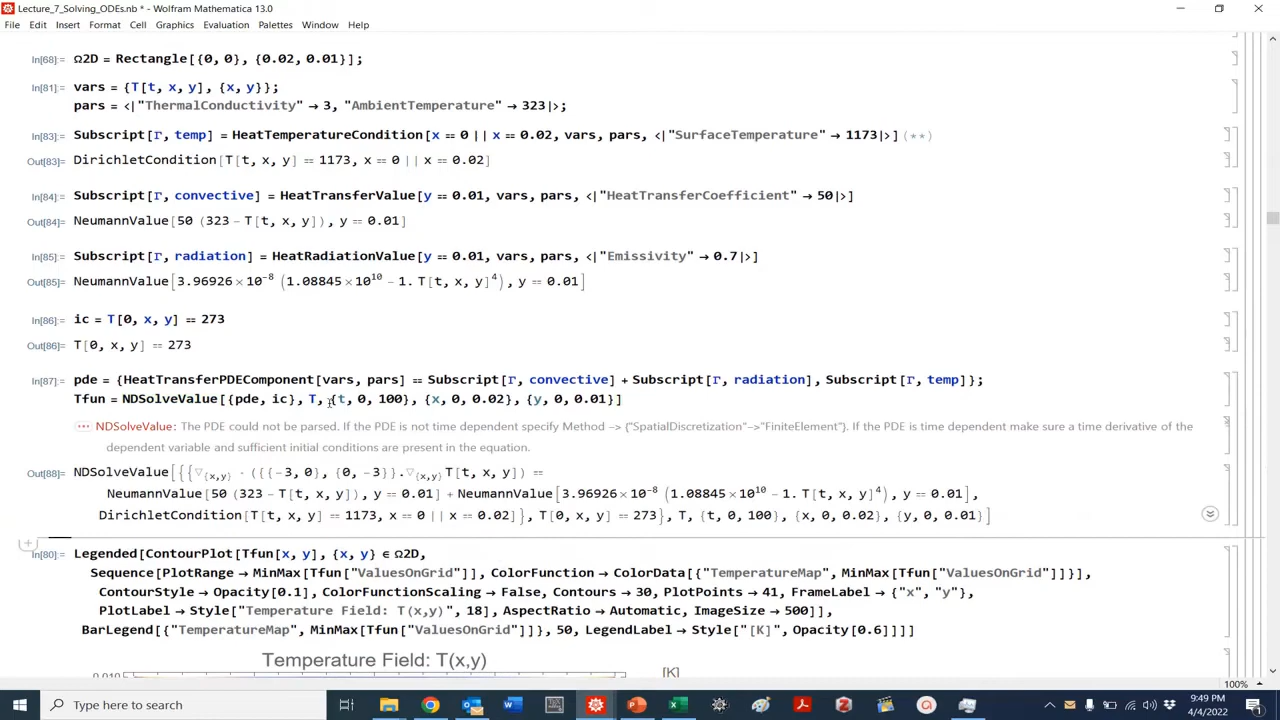 Lecture_7_Solving_ODEs.nb * - Wolfram Mathematica 13.0
File Edit Insert Format Cell Graphics Evaluation Palettes Window Help
In[68]:= Ω2D = Rectangle[{0, 0}, {0.02, 0.01}];
In[81]:= vars = {T[t, x, y], {x, y}};
pars = <|"ThermalConductivity" → 3, "AmbientTemperature" → 323|>;
In[83]:= Subscript[Γ, temp] = HeatTemperatureCondition[x == 0 || x == 0.02, vars, pars, <|"SurfaceTemperature" → 1173|>](**)
Out[83]= DirichletCondition[T[t, x, y] == 1173, x == 0 || x == 0.02]
In[84]:= Subscript[Γ, convective] = HeatTransferValue[y == 0.01, vars, pars, <|"HeatTransferCoefficient" → 50|>]
Out[84]= NeumannValue[50 (323 - T[t, x, y]), y == 0.01]
In[85]:= Subscript[Γ, radiation] = HeatRadiationValue[y == 0.01, vars, pars, <|"Emissivity" → 0.7|>]
Out[85]= NeumannValue[3.96926 × 10^-8 (1.08845 × 10^10 - 1. T[t, x, y]^4), y == 0.01]
In[86]:= ic = T[0, x, y] == 273
Out[86]= T[0, x, y] == 273
In[87]:= pde = {HeatTransferPDEComponent[vars, pars] == Subscript[Γ, convective] + Subscript[Γ, radiation], Subscript[Γ, temp]};
Tfun = NDSolveValue[{pde, ic}, T, {t, 0, 100}, {x, 0, 0.02}, {y, 0, 0.01}]
NDSolveValue: The PDE could not be parsed. If the PDE is not time dependent specify Method –> {"SpatialDiscretization"–>"FiniteElement"}. If the PDE is time dependent make sure a time derivative of the
dependent variable and sufficient initial conditions are present in the equation.
Out[88]= NDSolveValue[{{∇{x,y} · ({{-3, 0}, {0, -3}}.∇{x,y} T[t, x, y]) ==
NeumannValue[50 (323 - T[t, x, y]), y == 0.01] + NeumannValue[3.96926 × 10^-8 (1.08845 × 10^10 - 1. T[t, x, y]^4), y == 0.01],
DirichletCondition[T[t, x, y] == 1173, x == 0 || x == 0.02]}, T[0, x, y] == 273}, T, {t, 0, 100}, {x, 0, 0.02}, {y, 0, 0.01}]
In[80]:= Legended[ContourPlot[Tfun[x, y], {x, y} ∈ Ω2D,
Sequence[PlotRange → MinMax[Tfun["ValuesOnGrid"]], ColorFunction → ColorData[{"TemperatureMap", MinMax[Tfun["ValuesOnGrid"]]}],
ContourStyle → Opacity[0.1], ColorFunctionScaling → False, Contours → 30, PlotPoints → 41, FrameLabel → {"x", "y"},
PlotLabel → Style["Temperature Field: T(x,y)", 18], AspectRatio → Automatic, ImageSize → 500]],
BarLegend[{"TemperatureMap", MinMax[Tfun["ValuesOnGrid"]]}, 50, LegendLabel → Style["[K]", Opacity[0.6]]]]
Temperature Field: T(x,y)
0.010 [K]
100%
Type here to search
9:49 PM
4/4/2022